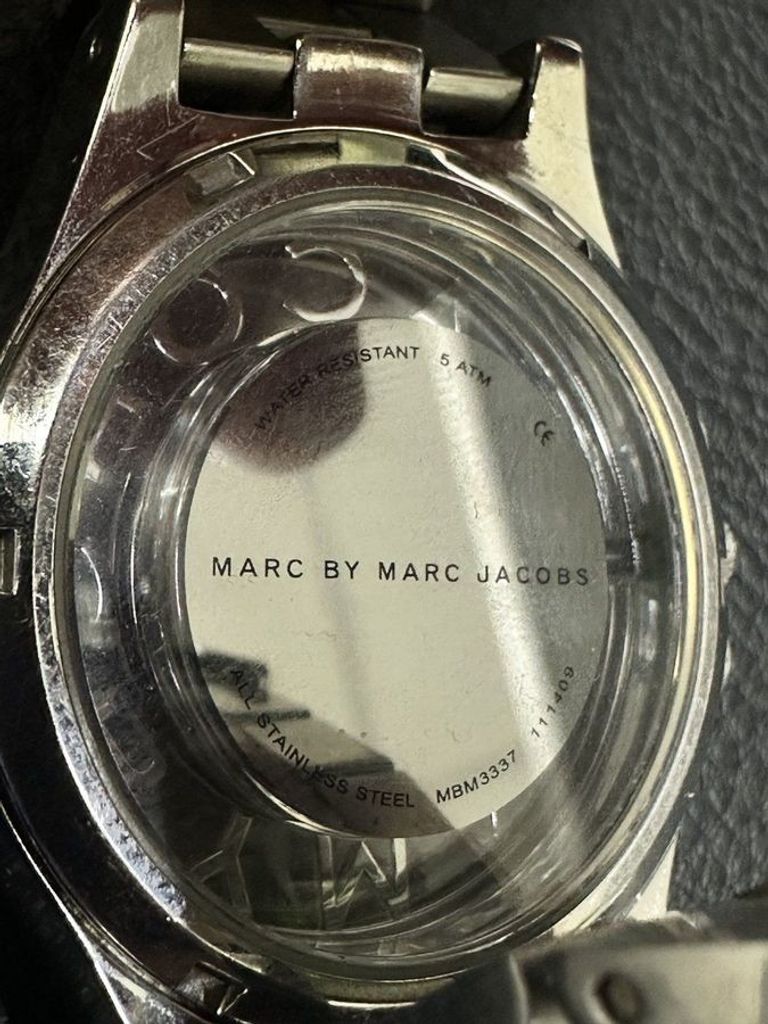 WATER RESISTANT 5 ATM
CE
MARC BY MARC JACOBS
ALL STAINLESS STEEL MBM3337 111409